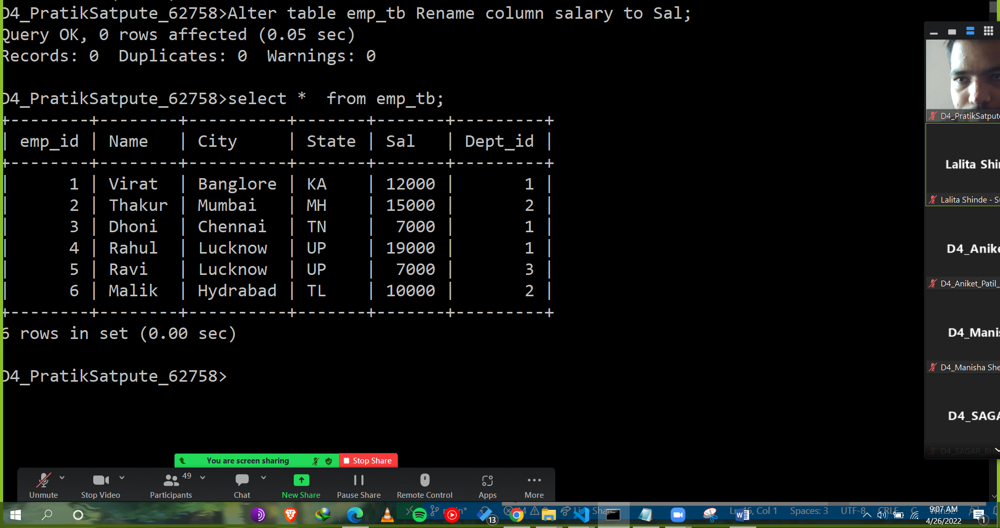 D4_PratikSatpute_62758>Alter table emp_tb Rename column salary to Sal;
Query OK, 0 rows affected (0.05 sec)
Records: 0  Duplicates: 0  Warnings: 0
D4_PratikSatpute_62758>select *  from emp_tb;
+--------+--------+----------+-------+-------+---------+
| emp_id | Name   | City     | State | Sal   | Dept_id |
+--------+--------+----------+-------+-------+---------+
|      1 | Virat  | Banglore | KA    | 12000 |       1 |
|      2 | Thakur | Mumbai   | MH    | 15000 |       2 |
|      3 | Dhoni  | Chennai  | TN    |  7000 |       1 |
|      4 | Rahul  | Lucknow  | UP    | 19000 |       1 |
|      5 | Ravi   | Lucknow  | UP    |  7000 |       3 |
|      6 | Malik  | Hydrabad | TL    | 10000 |       2 |
+--------+--------+----------+-------+-------+---------+
6 rows in set (0.00 sec)
D4_PratikSatpute_62758>
D4_PratikSatpute
Lalita Shin
Lalita Shinde - Su
D4_Anike
D4_Aniket_Patil_
D4_Manis
D4_Manisha She
D4_SAGA
D4_SAGAR_BH
You are screen sharing
Stop Share
49
Unmute
Stop Video
Participants
Chat
New Share
Pause Share
Remote Control
Apps
More
13
Col 1
Spaces: 3
UTF-8
CRLF
9:07 AM
4/26/2022
1